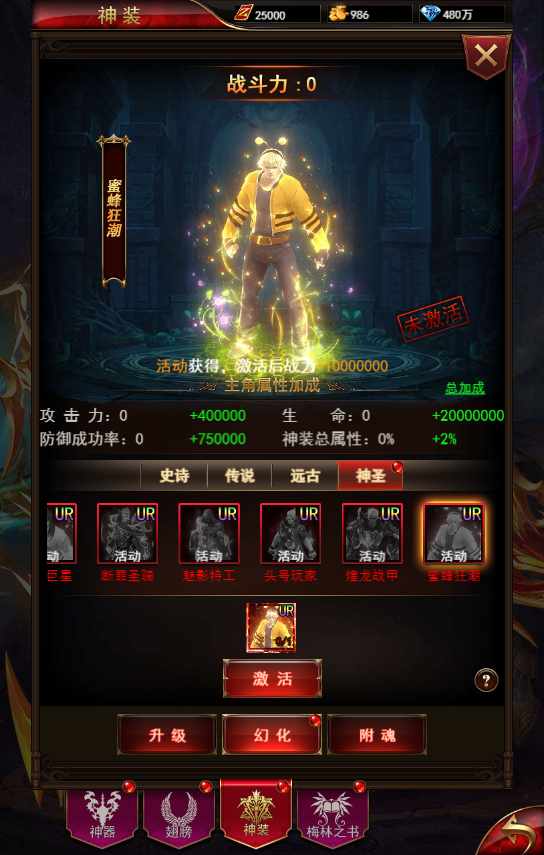 神装
25000
986
480万
战斗力：0
蜜蜂狂潮
未激活
活动获得，激活后战力 10000000
主角属性加成
总加成
攻 击 力：0 +400000 生 命：0 +20000000
防御成功率：0 +750000 神装总属性：0% +2%
史诗 传说 远古 神圣
UR UR UR UR UR UR
动 活动 活动 活动 活动 活动
巨星 断罪圣骑 魅影特工 头号玩家 煌龙战甲 蜜蜂狂潮
UR
激 活
?
升 级 幻 化 附 魂
神器 翅膀 神装 梅林之书